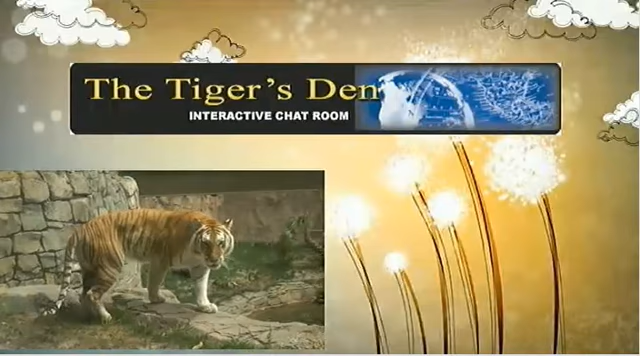 The Tiger's Den
INTERACTIVE CHAT ROOM